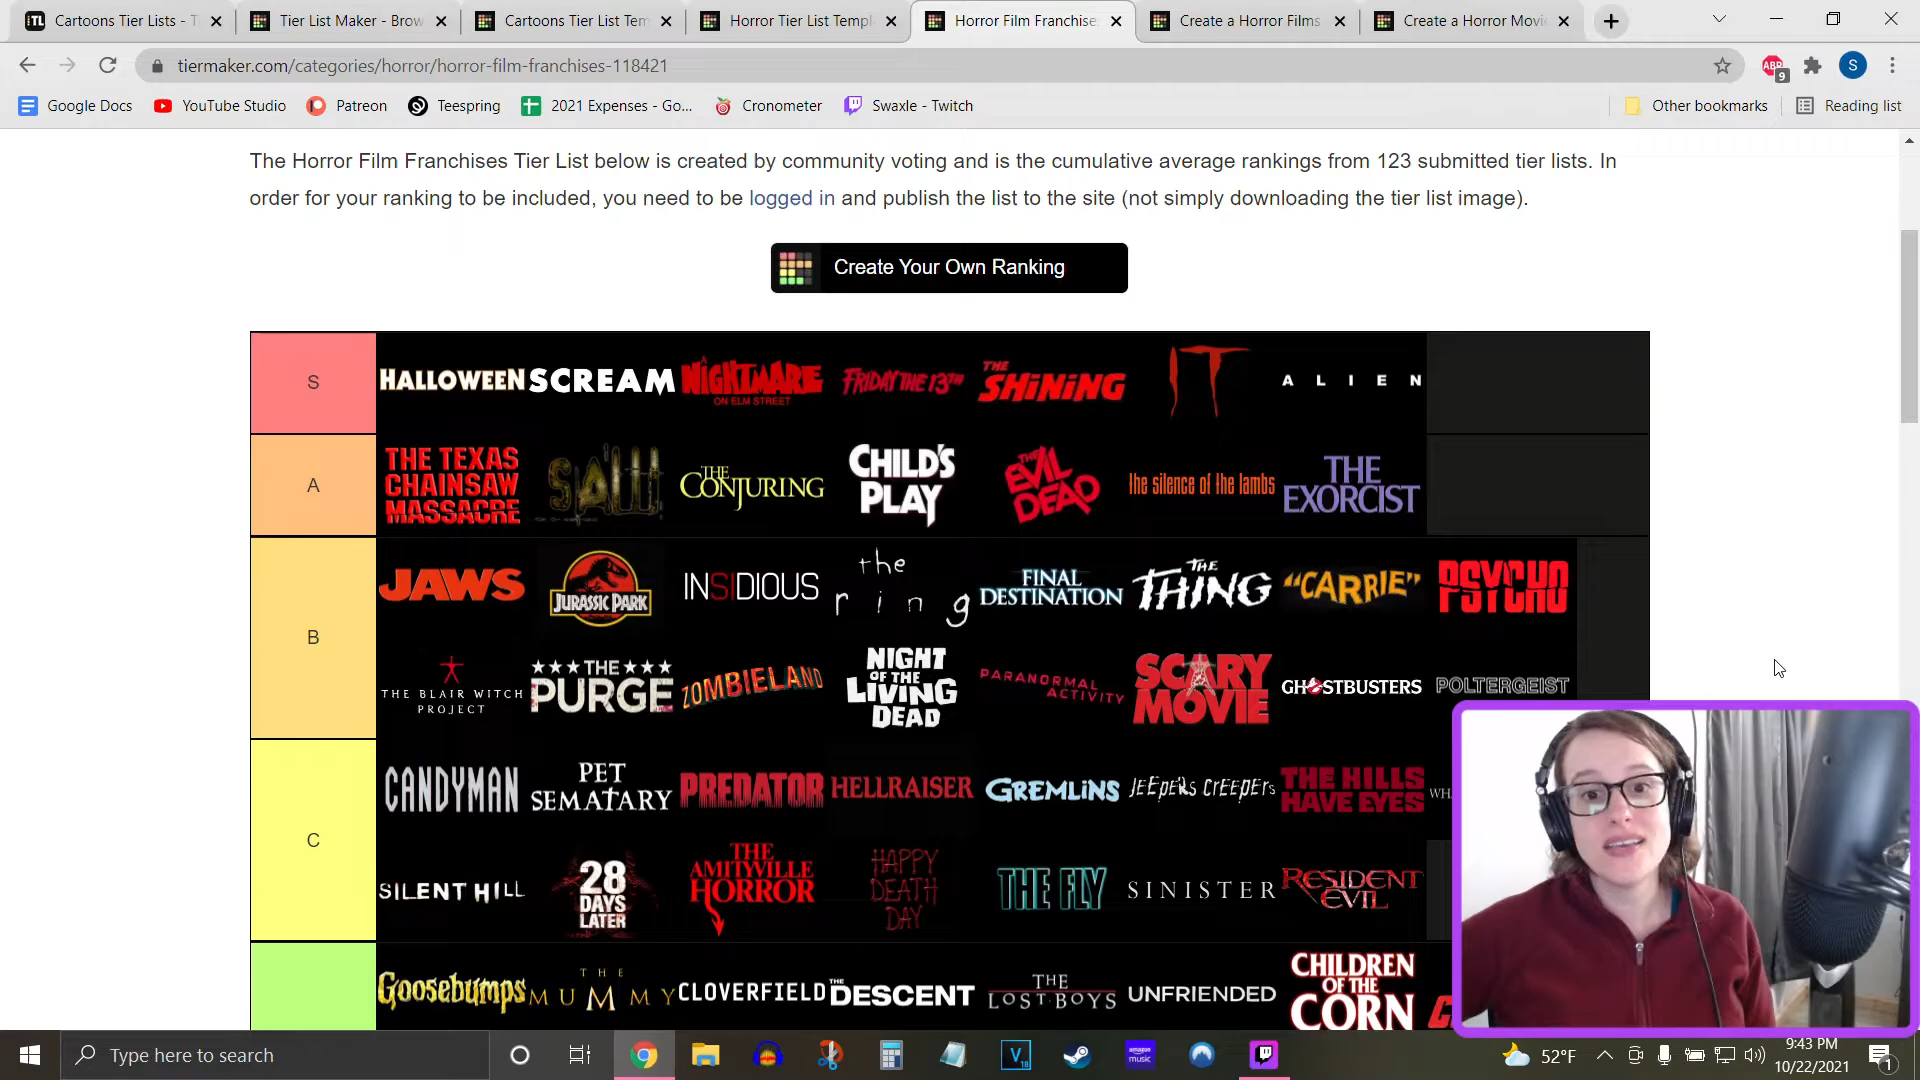 Cartoons Tier Lists - T
Tier List Maker - Brow
Cartoons Tier List Tem
Horror Tier List Templ
Horror Film Franchise
Create a Horror Films
Create a Horror Movi
tiermaker.com/categories/horror/horror-film-franchises-118421
ABP
9
S
Google Docs
YouTube Studio
Patreon
Teespring
2021 Expenses - Go...
Cronometer
Swaxle - Twitch
Other bookmarks
Reading list
The Horror Film Franchises Tier List below is created by community voting and is the cumulative average rankings from 123 submitted tier lists. In
order for your ranking to be included, you need to be logged in and publish the list to the site (not simply downloading the tier list image).
Create Your Own Ranking
S
HALLOWEEN
SCREAM
A NIGHTMARE
ON ELM STREET
FRIDAY THE 13TH
THE
SHINING
IT
ALIEN
A
THE TEXAS
CHAINSAW
MASSACRE
SAW
THE
CONJURING
CHILD'S
PLAY
THE
EVIL
DEAD
the silence of the lambs
THE
EXORCIST
B
JAWS
JURASSIC PARK
INSIDIOUS
the
ring
FINAL
DESTINATION
THE
THING
"CARRIE"
PSYCHO
THE BLAIR WITCH
PROJECT
THE
PURGE
ZOMBIELAND
NIGHT
OF THE
LIVING
DEAD
PARANORMAL
ACTIVITY
SCARY
MOVIE
GHOSTBUSTERS
POLTERGEIST
C
CANDYMAN
PET
SEMATARY
PREDATOR
HELLRAISER
GREMLINS
JEEPERS CREEPERS
THE HILLS
HAVE EYES
WH
SILENT HILL
28
DAYS
LATER
THE
AMITYVILLE
HORROR
HAPPY
DEATH
DAY
THE FLY
SINISTER
RESIDENT
EVIL
Goosebumps
THE
MUMMY
CLOVERFIELD
THE
DESCENT
THE
LOST BOYS
UNFRIENDED
CHILDREN
OF THE
CORN
Type here to search
V
18
amazon
music
52°F
9:43 PM
10/22/2021
1